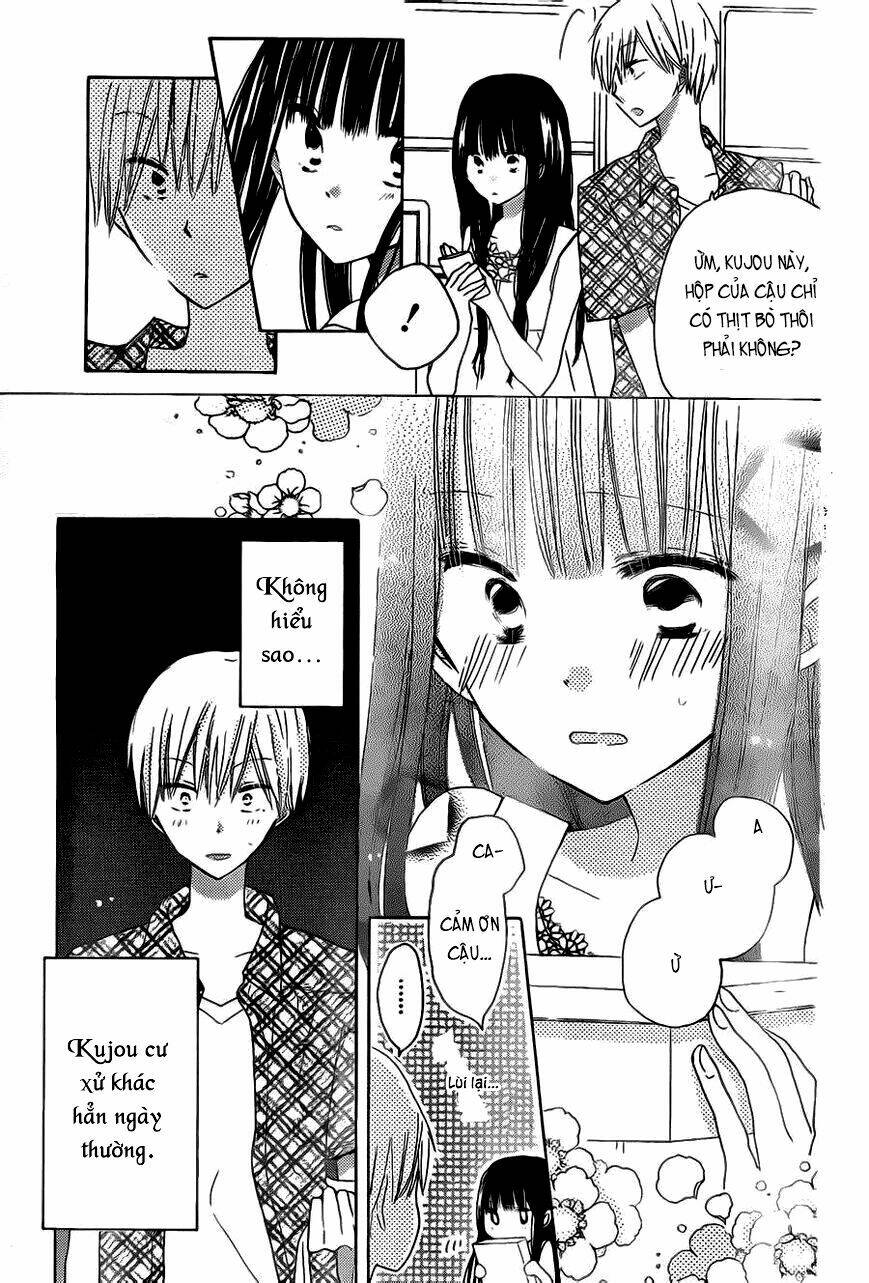 ỪM, KUJOU NÀY,
HỘP CỦA CẬU CHỈ
CÓ THỊT BÒ THÔI
PHẢI KHÔNG?
!
A
Ư-
Ừ
CA-
CẢM ƠN
CẬU...
.......
Lùi lại...
Không
hiểu
sao...
Kujou cư
xử khác
hẳn ngày
thường.